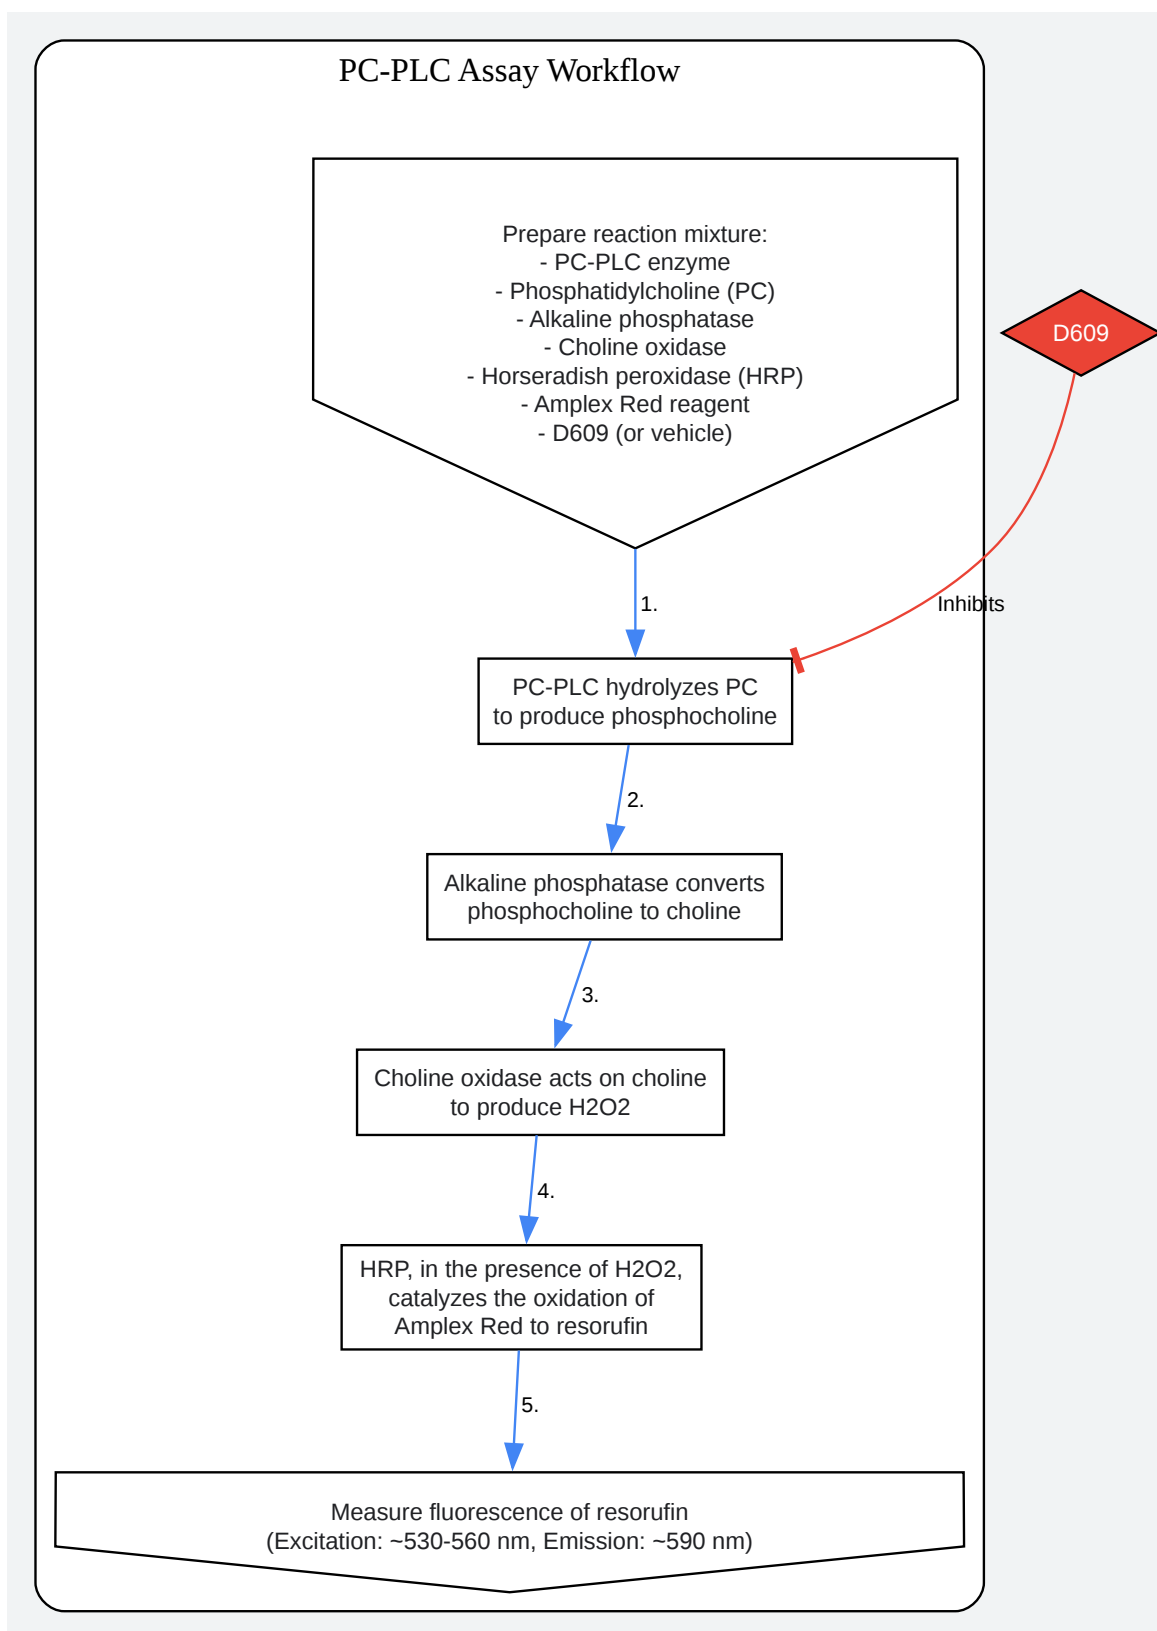 PC-PLC Assay Workflow
Prepare reaction mixture:
- PC-PLC enzyme
- Phosphatidylcholine (PC)
- Alkaline phosphatase
- Choline oxidase
- Horseradish peroxidase (HRP)
- Amplex Red reagent
- D609 (or vehicle)
D609
1.
Inhibits
PC-PLC hydrolyzes PC
to produce phosphocholine
2.
Alkaline phosphatase converts
phosphocholine to choline
3.
Choline oxidase acts on choline
to produce H2O2
4.
HRP, in the presence of H2O2,
catalyzes the oxidation of
Amplex Red to resorufin
5.
Measure fluorescence of resorufin
(Excitation: ~530-560 nm, Emission: ~590 nm)